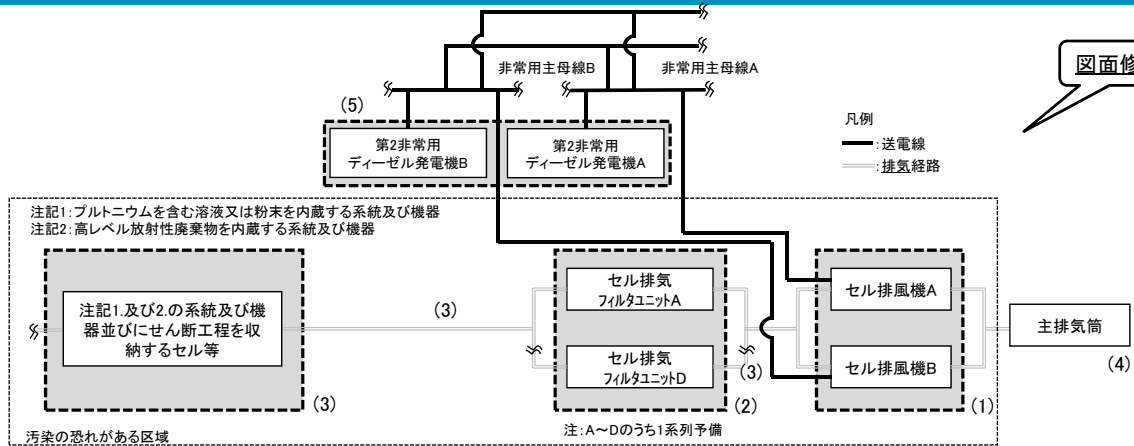 非常用主母線B
非常用主母線A
図面修
(5)
第2非常用
ディーゼル発電機B
第2非常用
ディーゼル発電機A
凡例
:送電線
:排気経路
注記1:プルトニウムを含む溶液又は粉末を内蔵する系統及び機器
注記2:高レベル放射性廃棄物を内蔵する系統及び機器
注記1.及び2.の系統及び機
器並びにせん断工程を収
納するセル等
(3)
(3)
セル排気
フィルタユニットA
セル排気
フィルタユニットD
(3)
(2)
セル排風機A
セル排風機B
(1)
主排気筒
(4)
注:A~Dのうち1系列予備
汚染の恐れがある区域